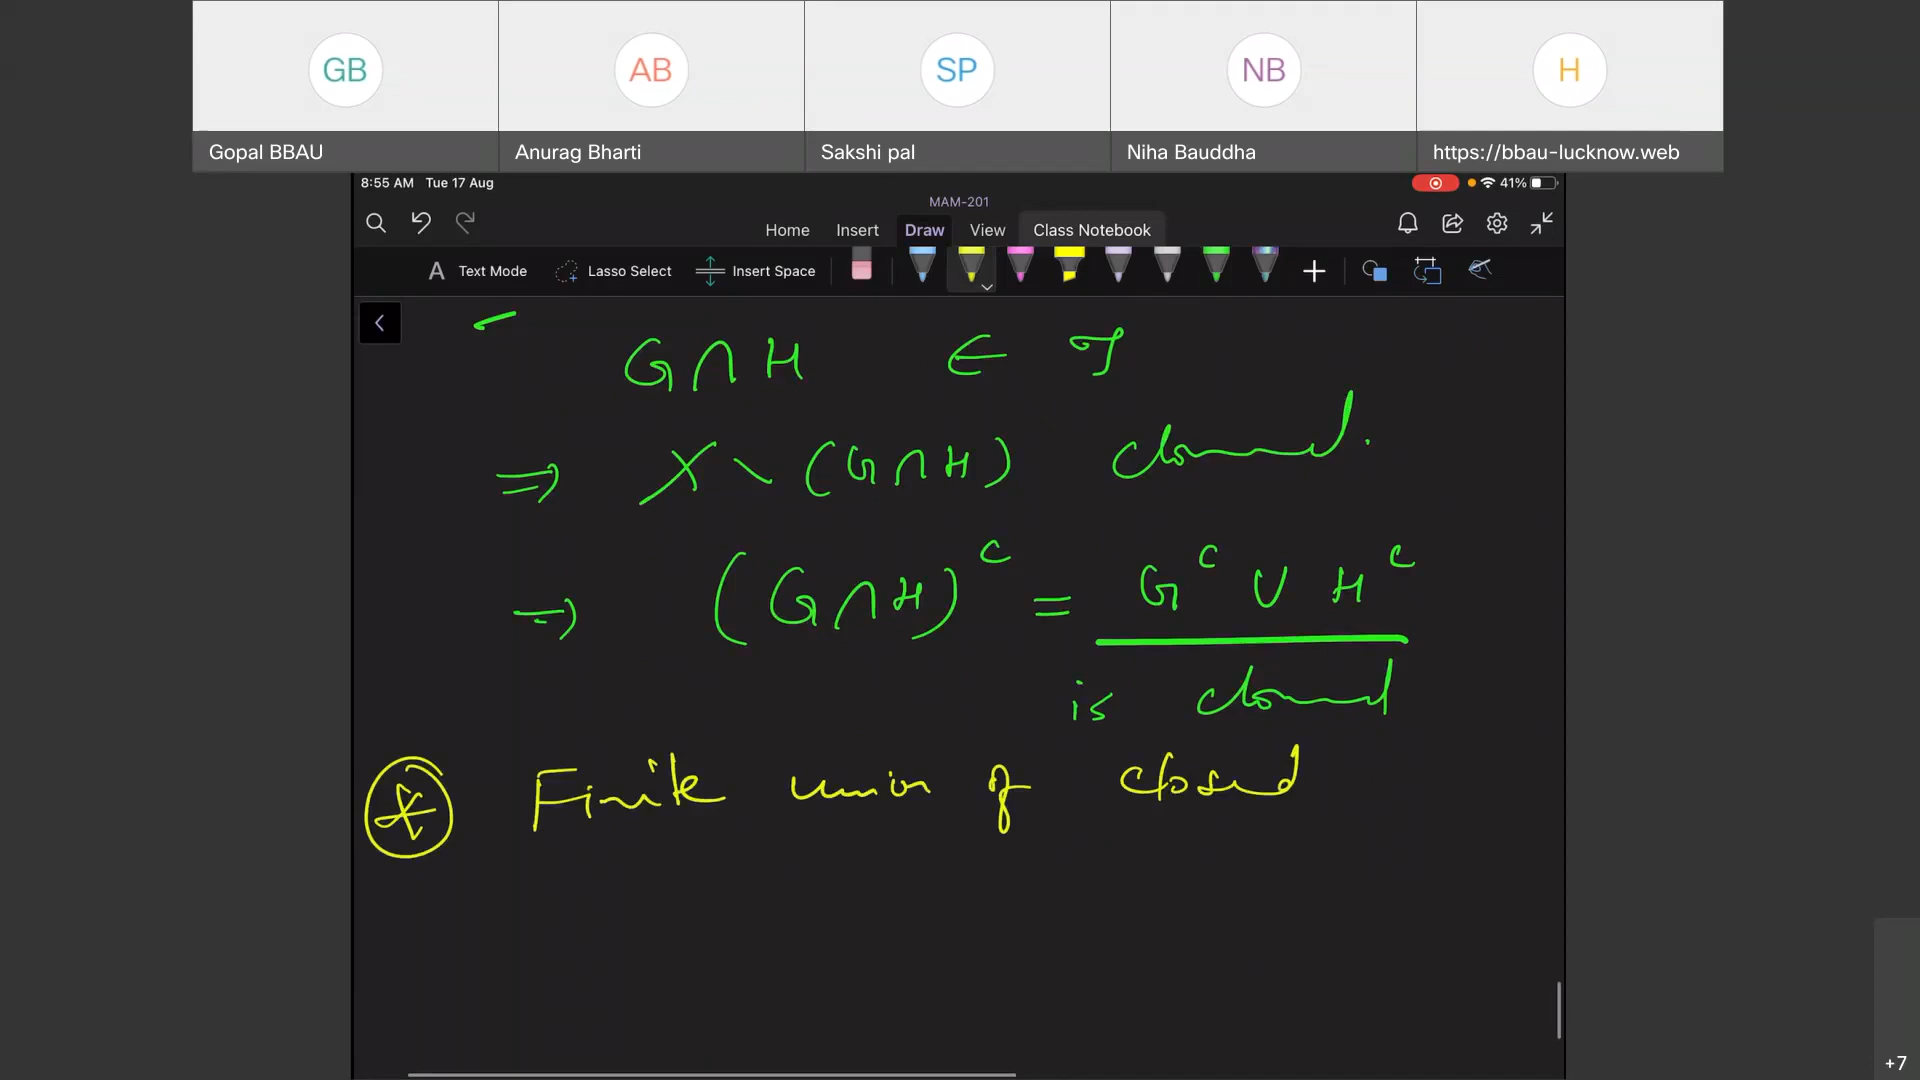 GB AB SP NB H
Gopal BBAU Anurag Bharti Sakshi pal Niha Bauddha https://bbau-lucknow.web
8:55 AM Tue 17 Aug 41%
MAM-201
Home Insert Draw View Class Notebook
A Text Mode Lasso Select Insert Space
G∩H ∈ 𝒯
⇒ X \ (G∩H) closed.
⇒ (G∩H)ᶜ = Gᶜ ∪ Hᶜ
is closed
* Finite union of closed
+7